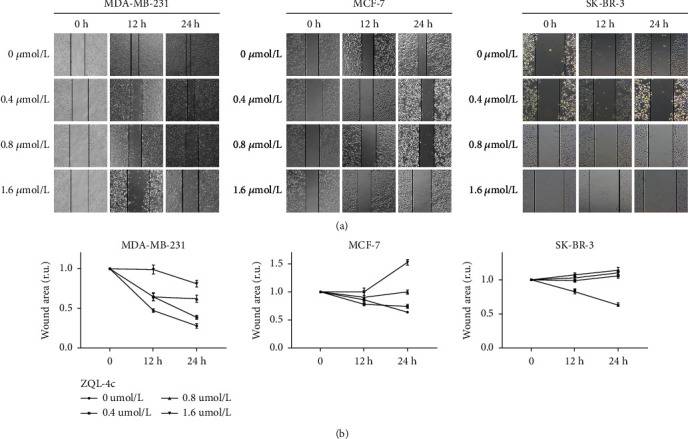 MDA-MB-231 MCF-7 SK-BR-3
0 h 12 h 24 h 0 h 12 h 24 h 0 h 12 h 24 h
0 μmol/L 0 μmol/L 0 μmol/L
0.4 μmol/L 0.4 μmol/L 0.4 μmol/L
0.8 μmol/L 0.8 μmol/L 0.8 μmol/L
1.6 μmol/L 1.6 μmol/L 1.6 μmol/L
(a)
MDA-MB-231
Wound area (r.u.)
1.0
0.5
0.0
0 12 h 24 h
MCF-7
Wound area (r.u.)
1.5
1.0
0.5
0.0
0 12 h 24 h
SK-BR-3
Wound area (r.u.)
1.0
0.5
0.0
0 12 h 24 h
ZQL-4c
0 umol/L 0.8 umol/L
0.4 umol/L 1.6 umol/L
(b)